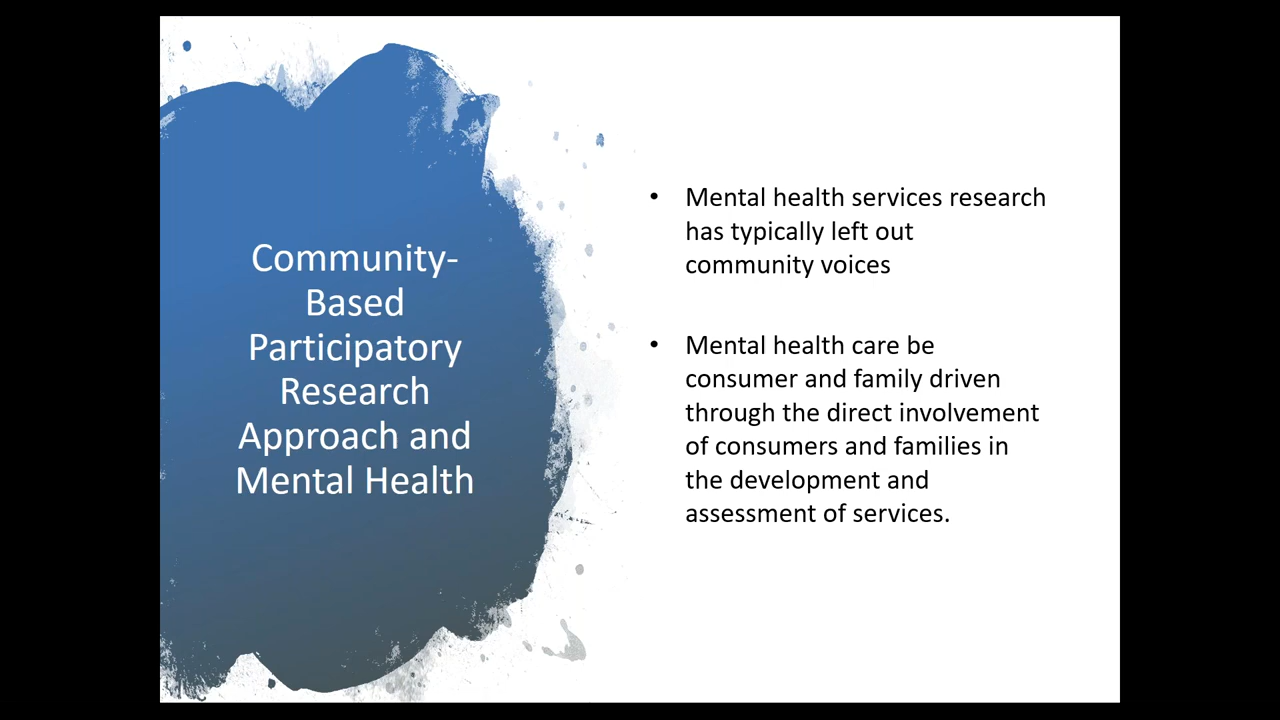 Community-
Based
Participatory
Research
Approach and
Mental Health
• Mental health services research
has typically left out
community voices
• Mental health care be
consumer and family driven
through the direct involvement
of consumers and families in
the development and
assessment of services.